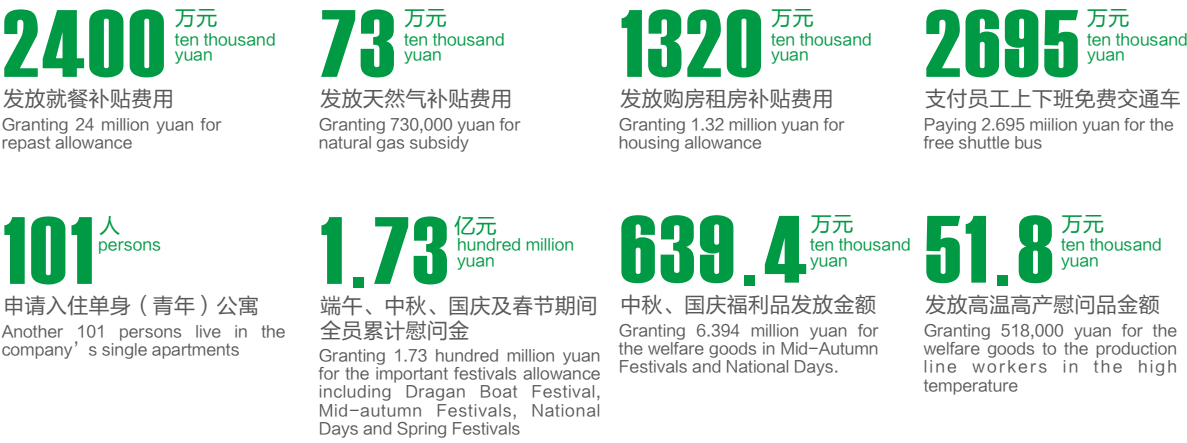 2400
万元
ten thousand
yuan
发放就餐补贴费用
Granting 24 million yuan for
repast allowance
73
万元
ten thousand
yuan
发放天然气补贴费用
Granting 730,000 yuan for
natural gas subsidy
1320
万元
ten thousand
yuan
发放购房租房补贴费用
Granting 1.32 million yuan for
housing allowance
2695
万元
ten thousand
yuan
支付员工上下班免费交通车
Paying 2.695 miilion yuan for the
free shuttle bus
101
人
persons
申请入住单身（青年）公寓
Another 101 persons live in the
company’s single apartments
1.73
亿元
hundred million
yuan
端午、中秋、国庆及春节期间
全员累计慰问金
Granting 1.73 hundred million yuan
for the important festivals allowance
including Dragan Boat Festival,
Mid-autumn Festivals, National
Days and Spring Festivals
639.4
万元
ten thousand
yuan
中秋、国庆福利品发放金额
Granting 6.394 million yuan for
the welfare goods in Mid-Autumn
Festivals and National Days.
51.8
万元
ten thousand
yuan
发放高温高产慰问品金额
Granting 518,000 yuan for the
welfare goods to the production
line workers in the high
temperature